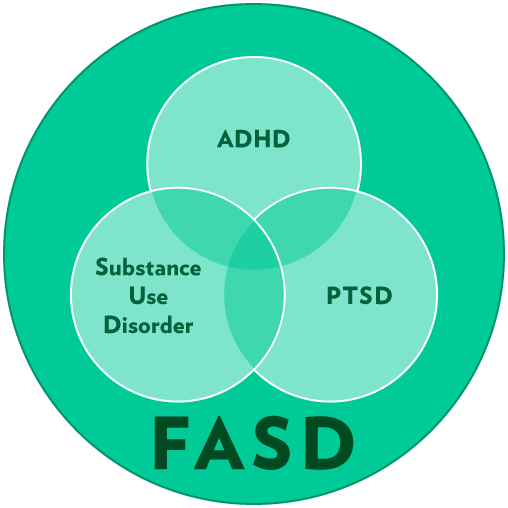 ADHD
Substance
Use
Disorder
PTSD
FASD